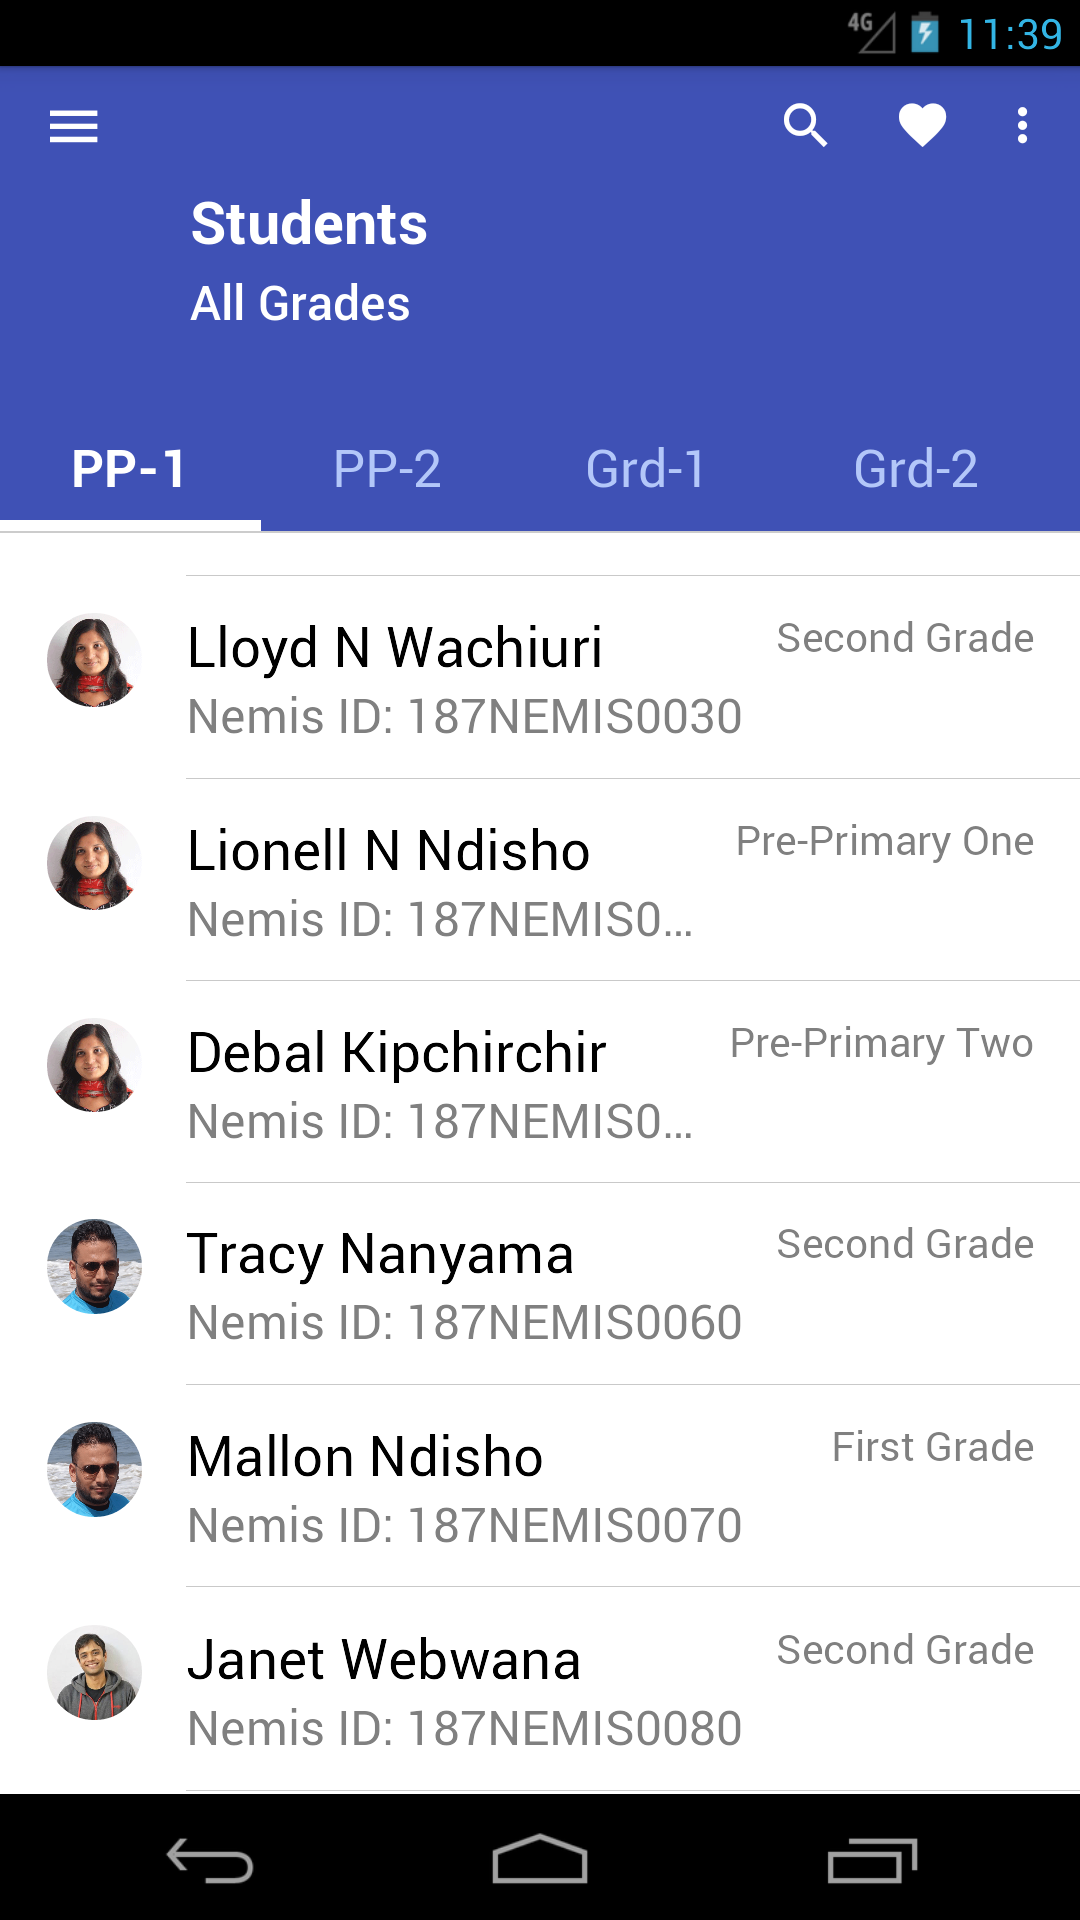 4G 11:39
Students
All Grades
PP-1 PP-2 Grd-1 Grd-2
Lloyd N Wachiuri Second Grade
Nemis ID: 187NEMIS0030
Lionell N Ndisho Pre-Primary One
Nemis ID: 187NEMIS0...
Debal Kipchirchir Pre-Primary Two
Nemis ID: 187NEMIS0...
Tracy Nanyama Second Grade
Nemis ID: 187NEMIS0060
Mallon Ndisho First Grade
Nemis ID: 187NEMIS0070
Janet Webwana Second Grade
Nemis ID: 187NEMIS0080